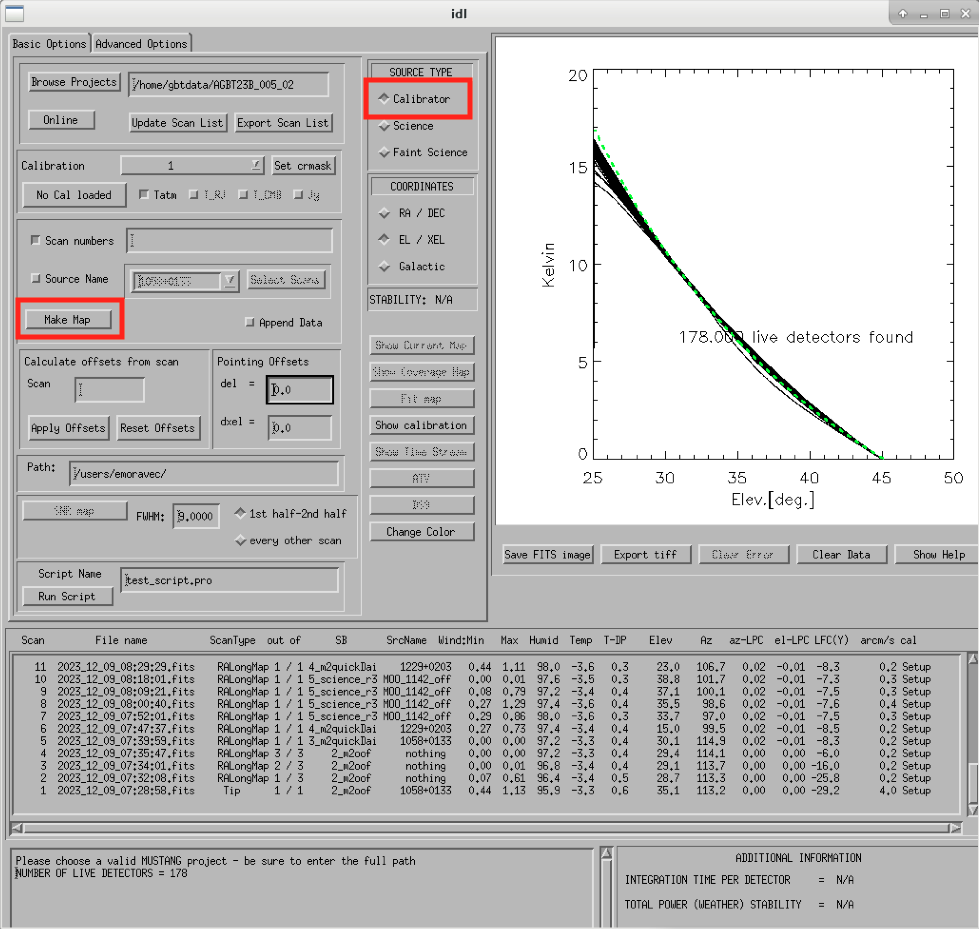 idl
Basic Options Advanced Options
Browse Projects /home/gbtdata/AGBT23B_005_02
Online Update Scan List Export Scan List
Calibration 1 Set crmask
No Cal loaded Tatm T_RJ T_CMB Jy
Scan numbers
Source Name 1058+0133 Select Scans
Make Map Append Data
Calculate offsets from scan
Scan
Apply Offsets Reset Offsets
Pointing Offsets
del = 0.0
dxel = 0.0
Path: /users/emoravec/
SNR map FWHM: 9.0000 1st half-2nd half
every other scan
Script Name test_script.pro
Run Script
SOURCE TYPE
Calibrator
Science
Faint Science
COORDINATES
RA / DEC
EL / XEL
Galactic
STABILITY: N/A
Show Current Map
Show Coverage Map
Fit map
Show calibration
Show Time Stream
ATV
DS9
Change Color
20
15
10
5
0
Kelvin
178.000 live detectors found
25 30 35 40 45 50
Elev.[deg.]
Save FITS image Export tiff Clear Error Clear Data Show Help
Scan File name ScanType out of SB SrcName Wind:Min Max Humid Temp T-DP Elev Az az-LPC el-LPC LFC(Y) arcm/s cal
11 2023_12_09_08:29:29.fits RALongMap 1 / 1 4_m2quickDai 1229+0203 0.44 1.11 98.0 -3.6 0.3 23.0 106.7 0.02 -0.01 -8.3 0.2 Setup
10 2023_12_09_08:18:01.fits RALongMap 1 / 1 5_science_r3 MOO_1142_off 0.00 0.01 97.6 -3.5 0.3 38.8 101.7 0.02 -0.01 -7.3 0.3 Setup
9 2023_12_09_08:09:21.fits RALongMap 1 / 1 5_science_r3 MOO_1142_off 0.08 0.79 97.2 -3.4 0.4 37.1 100.1 0.02 -0.01 -7.5 0.3 Setup
8 2023_12_09_08:00:40.fits RALongMap 1 / 1 5_science_r3 MOO_1142_off 0.27 1.29 97.4 -3.6 0.4 35.5 98.6 0.02 -0.01 -7.6 0.4 Setup
7 2023_12_09_07:52:01.fits RALongMap 1 / 1 5_science_r3 MOO_1142_off 0.29 0.86 98.0 -3.6 0.3 33.7 97.0 0.02 -0.01 -7.5 0.3 Setup
6 2023_12_09_07:47:37.fits RALongMap 1 / 1 4_m2quickDai 1229+0203 0.27 0.73 97.4 -3.4 0.4 15.0 99.5 0.02 -0.01 -8.5 0.2 Setup
5 2023_12_09_07:39:59.fits RALongMap 1 / 1 3_m2quickDai 1058+0133 0.00 0.00 97.2 -3.3 0.4 30.1 114.9 0.02 -0.01 -8.3 0.2 Setup
4 2023_12_09_07:35:47.fits RALongMap 3 / 3 2_m2oof nothing 0.00 0.00 97.2 -3.3 0.4 29.4 114.1 0.00 0.00 -6.0 0.2 Setup
3 2023_12_09_07:34:01.fits RALongMap 2 / 3 2_m2oof nothing 0.00 0.01 96.8 -3.4 0.4 29.1 113.7 0.00 0.00 -16.0 0.2 Setup
2 2023_12_09_07:32:08.fits RALongMap 1 / 3 2_m2oof nothing 0.07 0.61 96.4 -3.4 0.5 28.7 113.3 0.00 0.00 -25.8 0.2 Setup
1 2023_12_09_07:28:58.fits Tip 1 / 1 2_m2oof 1058+0133 0.44 1.13 95.9 -3.3 0.6 35.1 113.2 0.00 0.00 -29.2 4.0 Setup
Please choose a valid MUSTANG project - be sure to enter the full path
NUMBER OF LIVE DETECTORS = 178
ADDITIONAL INFORMATION
INTEGRATION TIME PER DETECTOR = N/A
TOTAL POWER (WEATHER) STABILITY = N/A